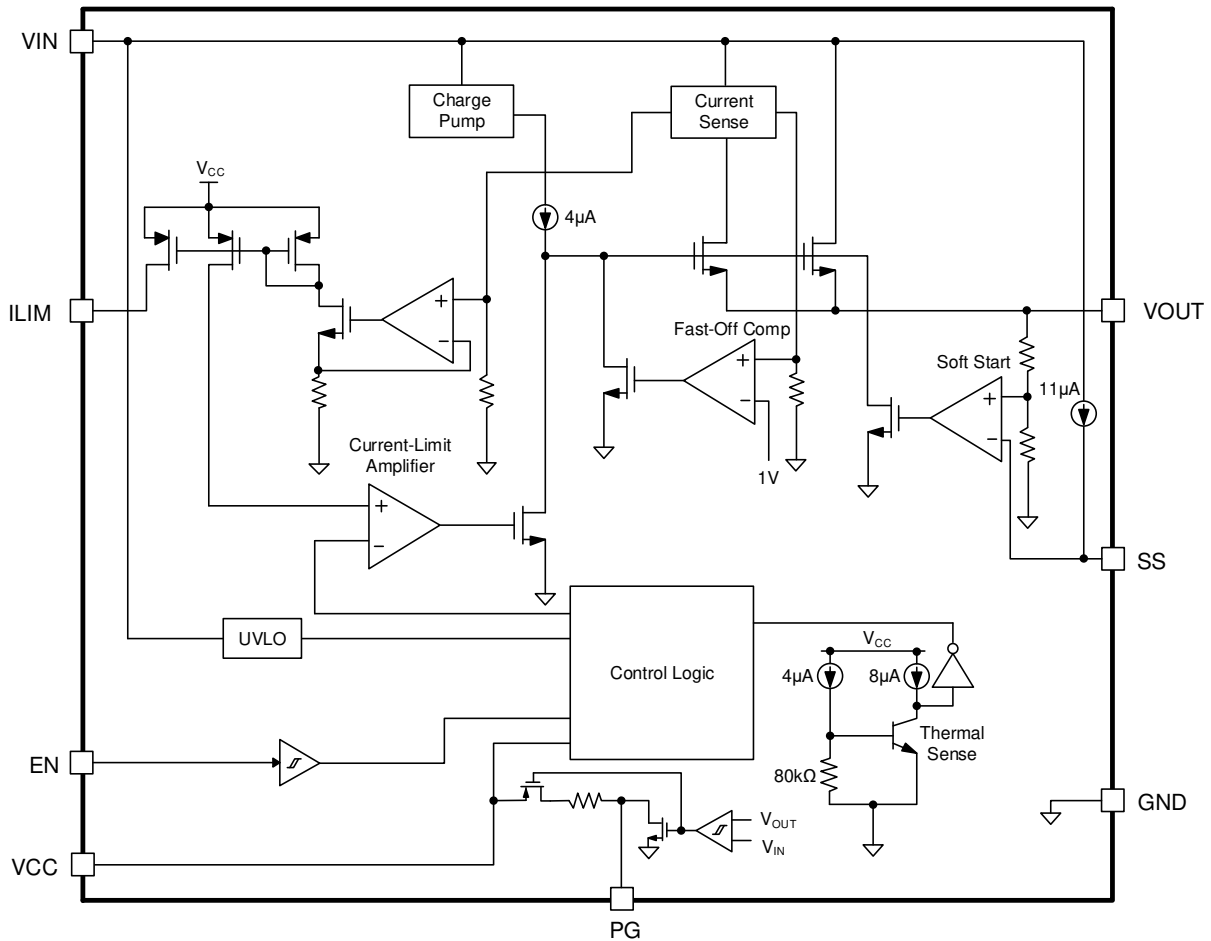 VIN
Charge
Pump
Current
Sense
VCC
4µA
ILIM
+
−
Fast-Off Comp
+
−
1V
VOUT
Soft Start
11µA
+
−
Current-Limit
Amplifier
+
−
SS
UVLO
Control Logic
VCC
4µA
8µA
Thermal
Sense
80kΩ
EN
VOUT
VIN
GND
VCC
PG